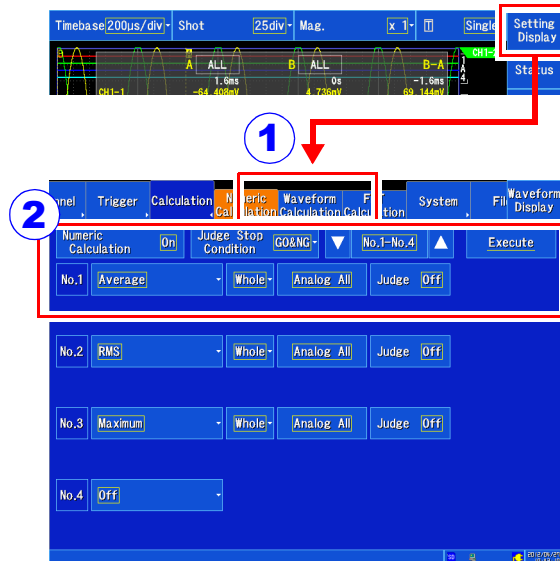 Timebase 200µs/div Shot 25div Mag. x 1 T Single Setting Display
A ALL B ALL B-A CH1-
1.6ms 0s -1.6ms Status
CH1-1 -64.408mV 4.736mV 69.144mV
1
nnel Trigger Calculation Waveform Calculation System Fil Waveform Display
2
Numeric Calculation On Judge Stop Condition GO&NG No.1-No.4 Execute
No.1 Average Whole Analog All Judge Off
No.2 RMS Whole Analog All Judge Off
No.3 Maximum Whole Analog All Judge Off
No.4 Off